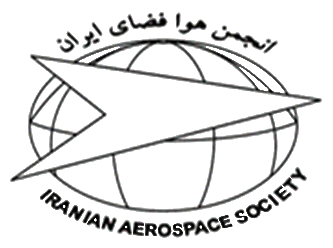 انجمن هوا فضای ایران
IRANIAN AEROSPACE SOCIETY